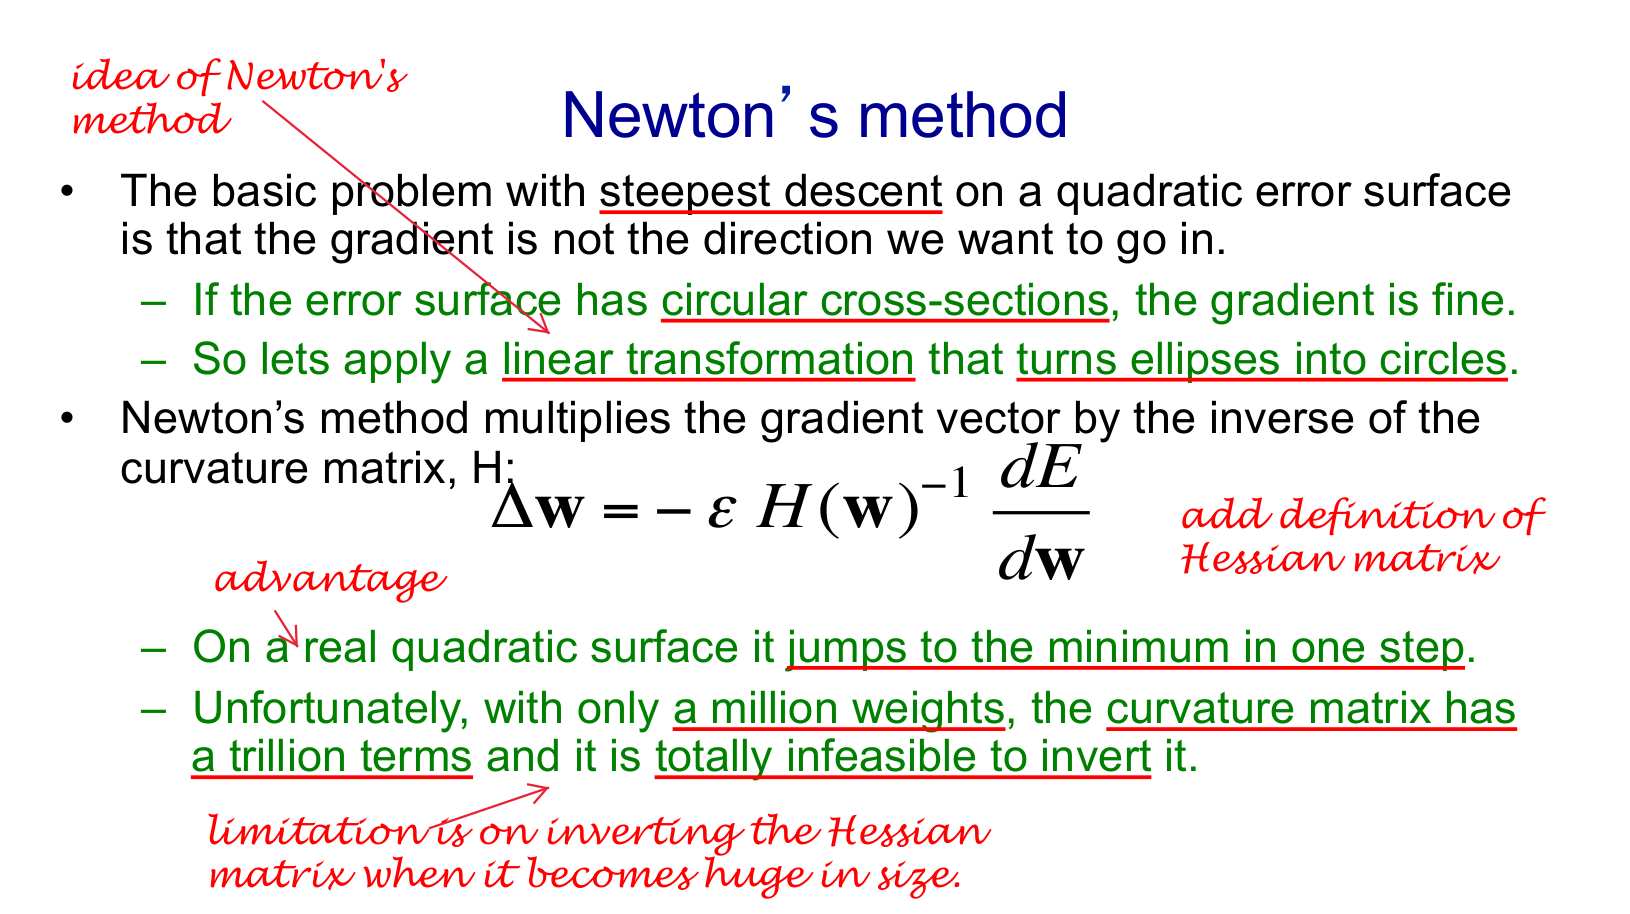 idea of Newton's
method
Newton’s method
• The basic problem with steepest descent on a quadratic error surface
is that the gradient is not the direction we want to go in.
– If the error surface has circular cross-sections, the gradient is fine.
– So lets apply a linear transformation that turns ellipses into circles.
• Newton’s method multiplies the gradient vector by the inverse of the
curvature matrix, H:
Δw = − ε H(w)⁻¹ dE/dw
add definition of
Hessian matrix
advantage
– On a real quadratic surface it jumps to the minimum in one step.
– Unfortunately, with only a million weights, the curvature matrix has
a trillion terms and it is totally infeasible to invert it.
limitation is on inverting the Hessian
matrix when it becomes huge in size.